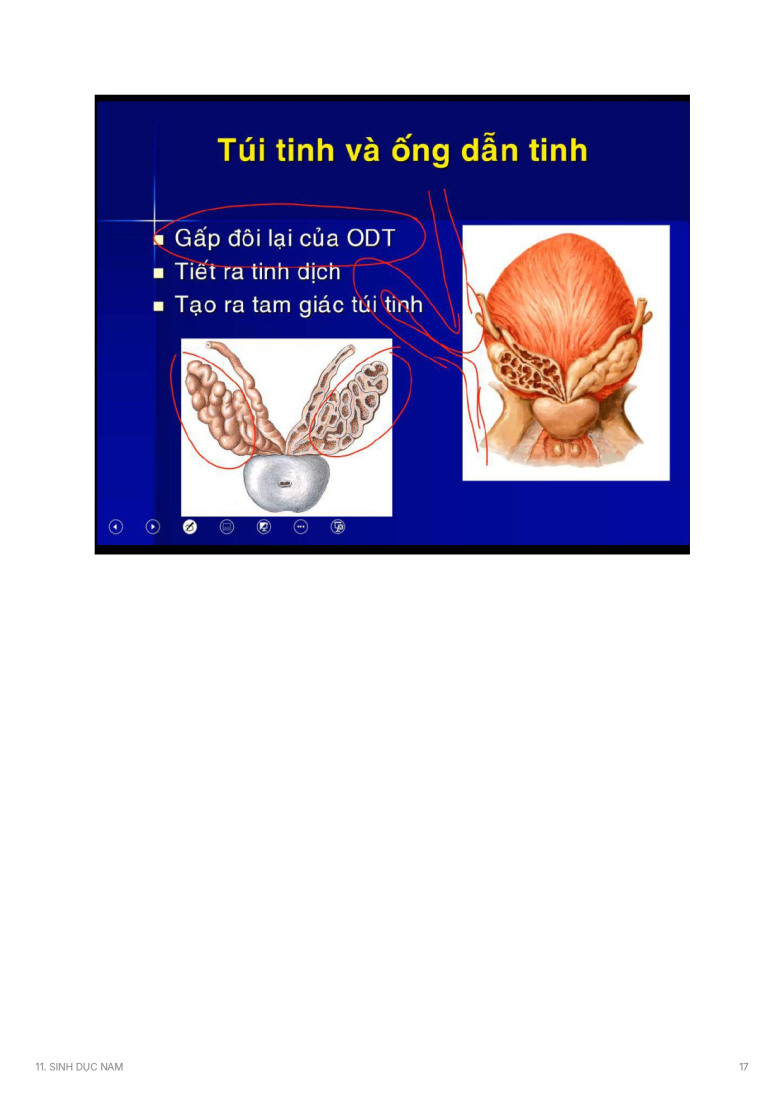 Túi tinh và ống dẫn tinh
Gấp đôi lại của ODT
Tiết ra tinh dịch
Tạo ra tam giác túi tinh
11. SINH DỤC NAM
17